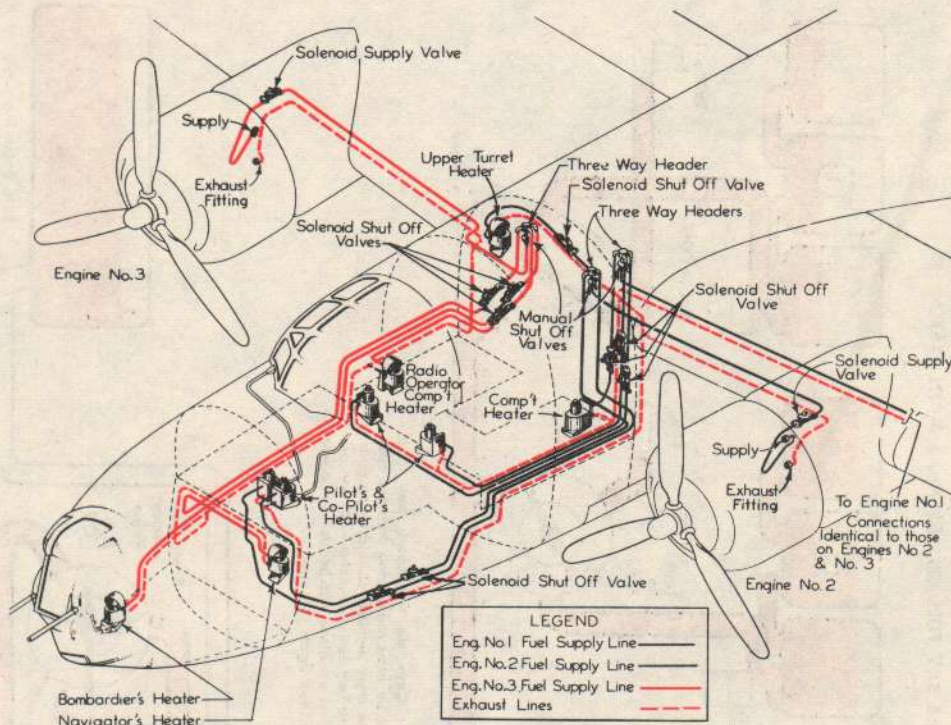 Solenoid Supply Valve
Supply
Exhaust
Fitting
Engine No.3
Upper Turret
Heater
Three Way Header
Solenoid Shut Off Valve
Three Way Headers
Solenoid Shut Off
Valves
Manual
Shut Off
Valves
Solenoid Shut Off
Valve
Radio
Operator
Comp't
Heater
Comp't
Heater
Solenoid Supply
Valve
Supply
Exhaust
Fitting
To Engine No.1
Connections
Identical to those
on Engines No 2
& No. 3
Engine No.2
Pilot's &
Co-Pilot's
Heater
Solenoid Shut Off Valve
Bombardier's Heater
Navigator's Heater
LEGEND
Eng. No.1 Fuel Supply Line
Eng. No.2 Fuel Supply Line
Eng. No.3 Fuel Supply Line
Exhaust Lines